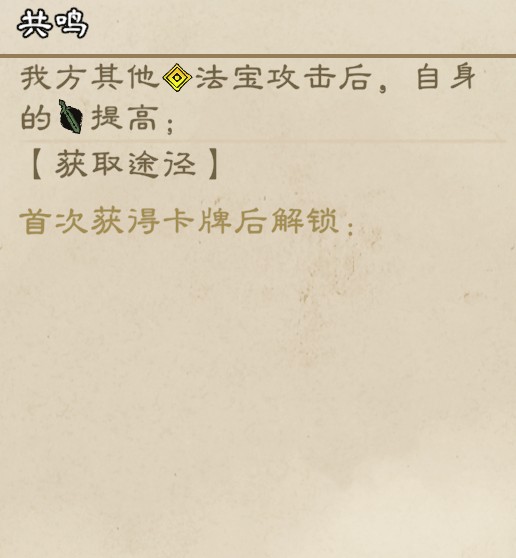 共鸣
我方其他法宝攻击后，自身
的提高；
【获取途径】
首次获得卡牌后解锁：